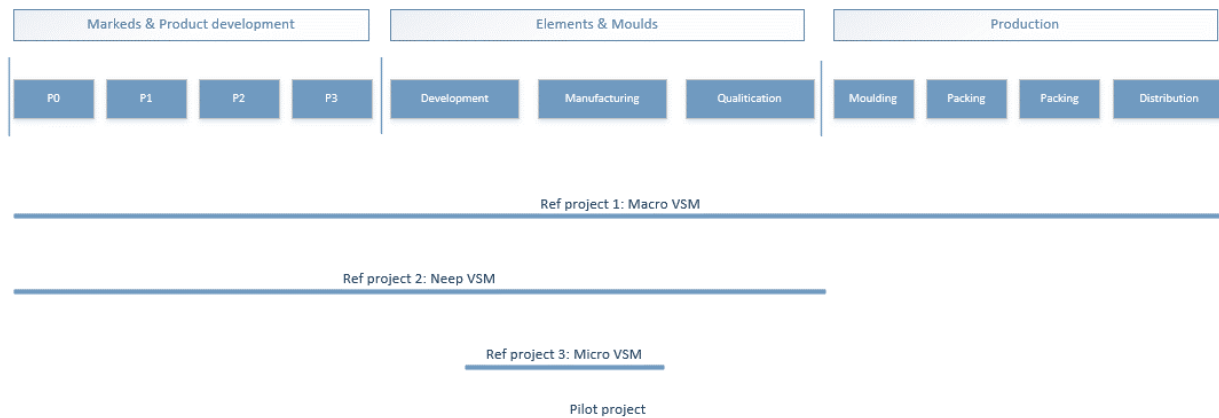 Markeds & Product development Elements & Moulds Production
P0 P1 P2 P3 Development Manufacturing Qualitication Moulding Packing Packing Distribution
Ref project 1: Macro VSM
Ref project 2: Neep VSM
Ref project 3: Micro VSM
Pilot project